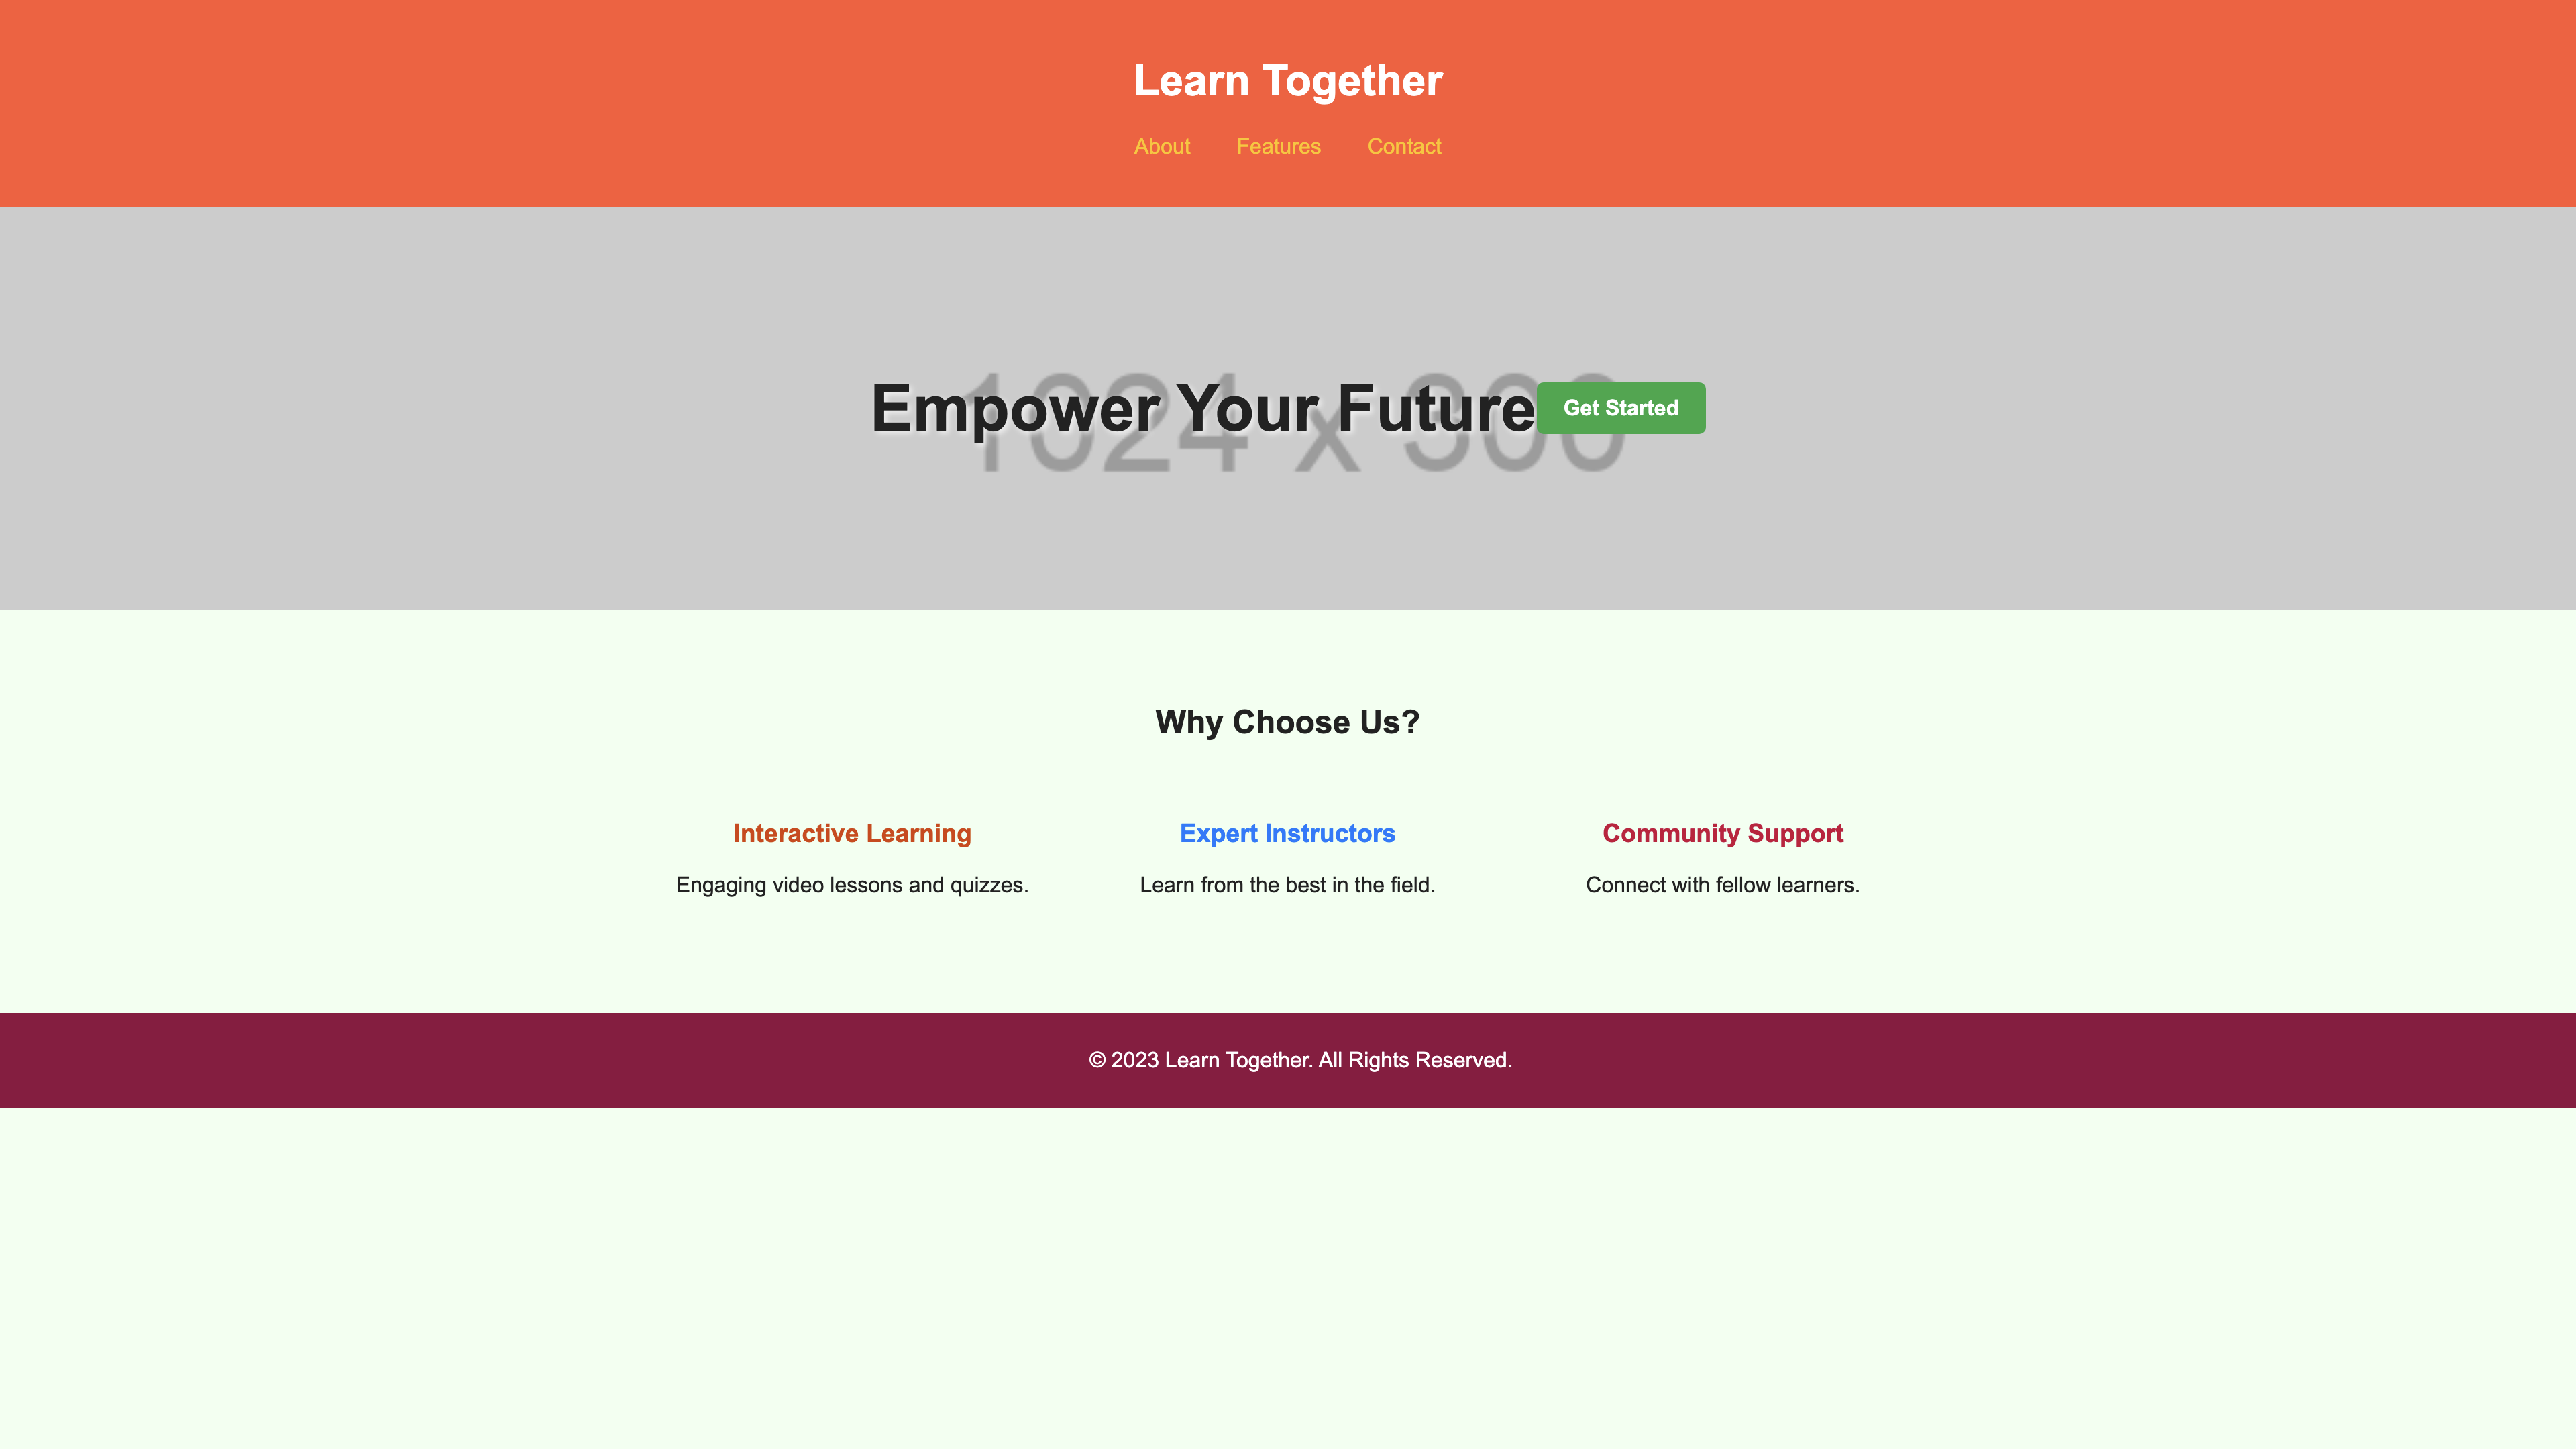 Learn Together
About Features Contact
1024 x 300
Empower Your Future Get Started
Why Choose Us?
Interactive Learning Expert Instructors Community Support
Engaging video lessons and quizzes. Learn from the best in the field. Connect with fellow learners.
© 2023 Learn Together. All Rights Reserved.